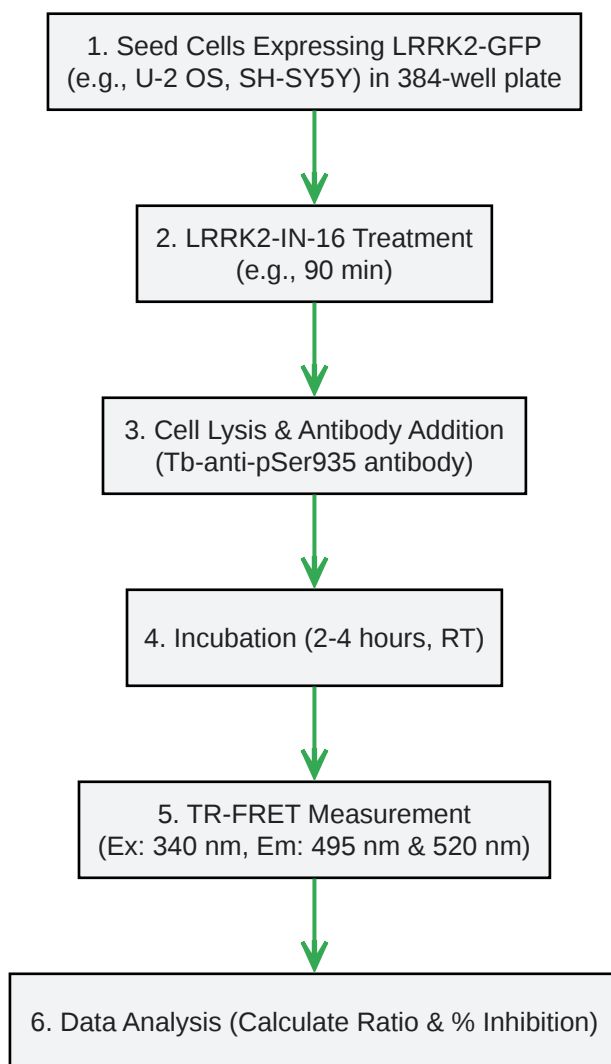 1. Seed Cells Expressing LRRK2-GFP
(e.g., U-2 OS, SH-SY5Y) in 384-well plate
2. LRRK2-IN-16 Treatment
(e.g., 90 min)
3. Cell Lysis & Antibody Addition
(Tb-anti-pSer935 antibody)
4. Incubation (2-4 hours, RT)
5. TR-FRET Measurement
(Ex: 340 nm, Em: 495 nm & 520 nm)
6. Data Analysis (Calculate Ratio & % Inhibition)